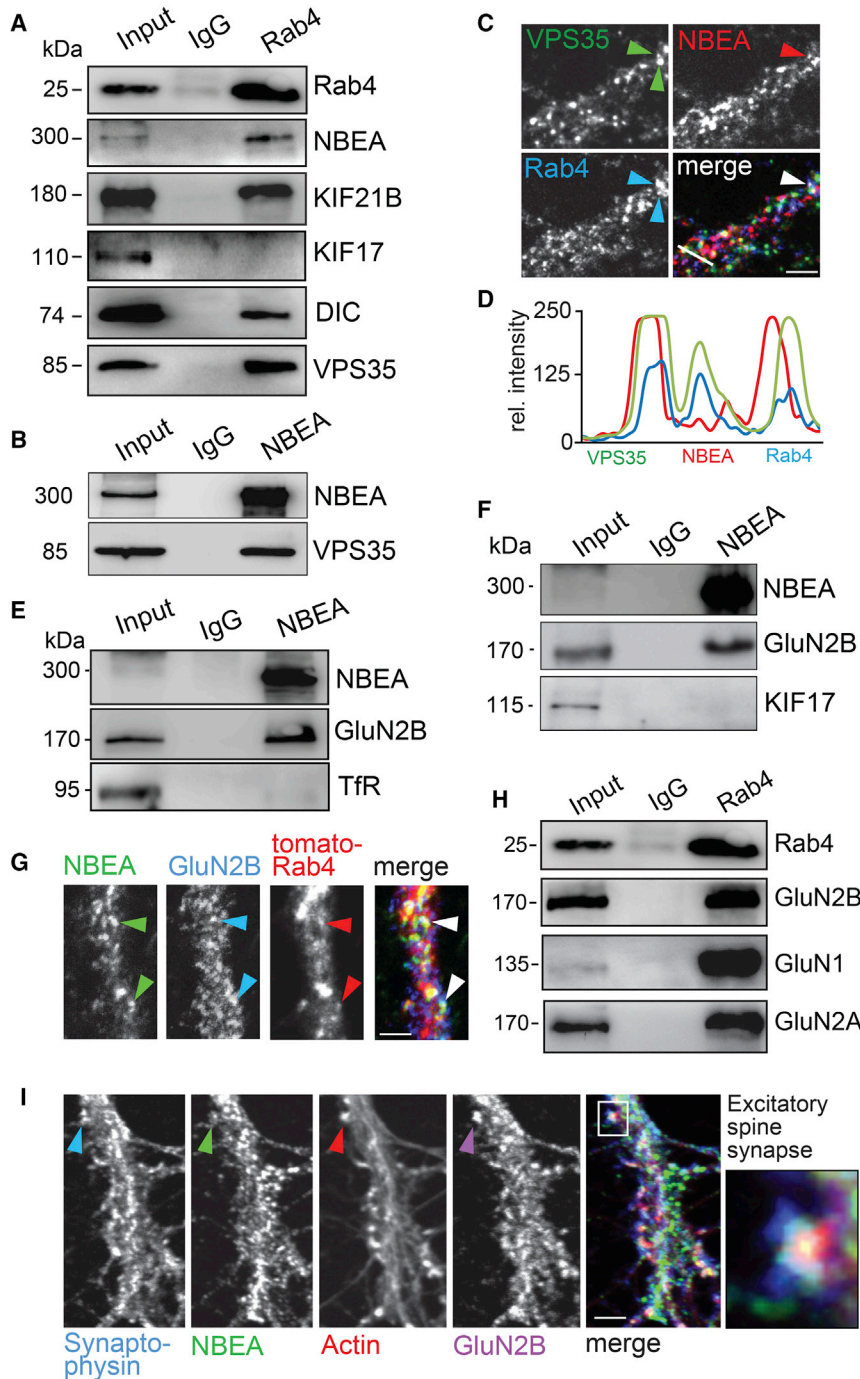 A
Input IgG Rab4
kDa
25 Rab4
300 NBEA
180 KIF21B
110 KIF17
74 DIC
85 VPS35
B
Input IgG NBEA
300 NBEA
85 VPS35
C
VPS35 NBEA
Rab4 merge
D
rel. intensity
250
125
0
VPS35 NBEA Rab4
E
Input IgG NBEA
kDa
300 NBEA
170 GluN2B
95 TfR
F
Input IgG NBEA
kDa
300 NBEA
170 GluN2B
115 KIF17
G
NBEA GluN2B tomato-
Rab4 merge
H
Input IgG Rab4
25 Rab4
170 GluN2B
135 GluN1
170 GluN2A
I
Excitatory
spine
synapse
Synapto-
physin NBEA Actin GluN2B merge